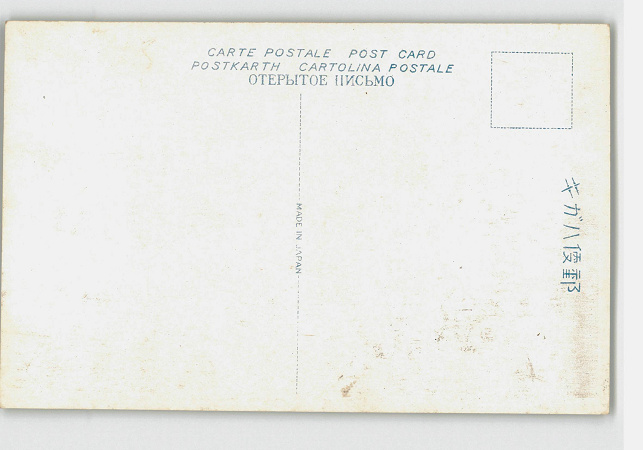 CARTE POSTALE POST CARD
POSTKARTH CARTOLINA POSTALE
ОТЕРЫТОЕ ПИСЬМО
MADE IN JAPAN
キガハ便郵